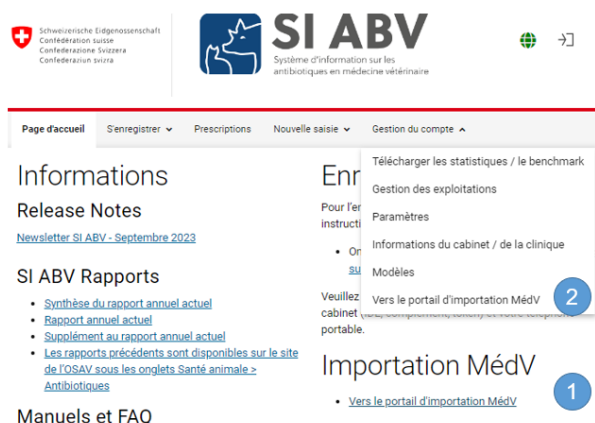 Schweizerische Eidgenossenschaft
Confédération suisse
Confederazione Svizzera
Confederaziun svizra
SI ABV
Système d'information sur les
antibiotiques en médecine vétérinaire
Page d'accueil S'enregistrer Prescriptions Nouvelle saisie Gestion du compte
Télécharger les statistiques / le benchmark
Gestion des exploitations
Paramètres
Informations du cabinet / de la clinique
Modèles
Vers le portail d'importation MédV
2
Informations
Release Notes
Newsletter SI ABV - Septembre 2023
SI ABV Rapports
Synthèse du rapport annuel actuel
Rapport annuel actuel
Supplément au rapport annuel actuel
Les rapports précédents sont disponibles sur le site
de l'OSAV sous les onglets Santé animale >
Antibiotiques
Manuels et FAQ
Enr
Pour l'er
instructi
On
su
Veuillez
cabinet
portable.
Importation MédV
Vers le portail d'importation MédV
1